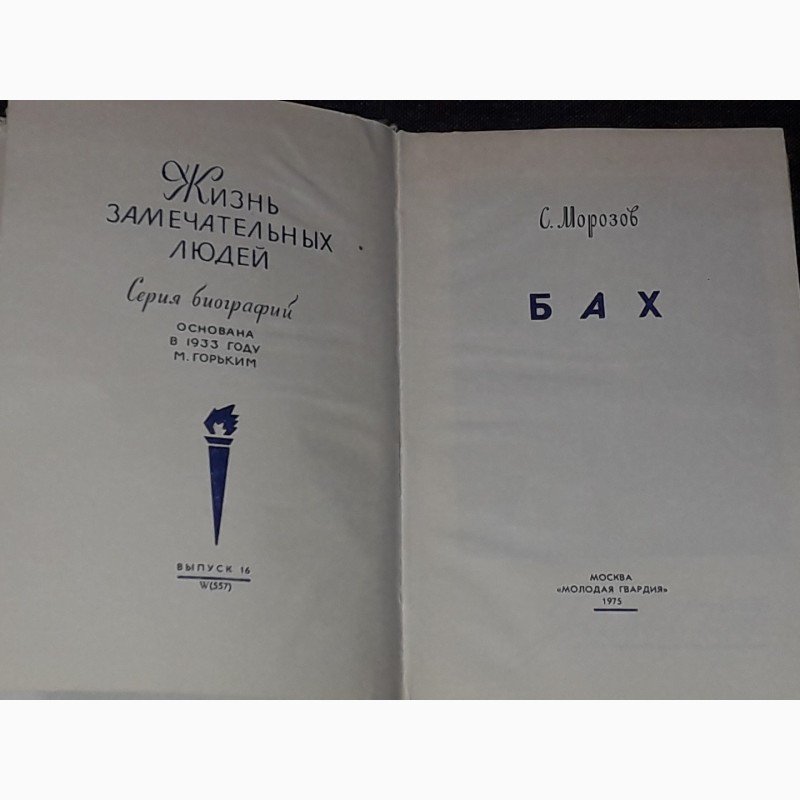 Жизнь
ЗАМЕЧАТЕЛЬНЫХ
ЛЮДЕЙ
Серия биографий
ОСНОВАНА
В 1933 ГОДУ
М. ГОРЬКИМ
ВЫПУСК 16
W(557)
С. Морозов
БАХ
МОСКВА
«МОЛОДАЯ ГВАРДИЯ»
1975